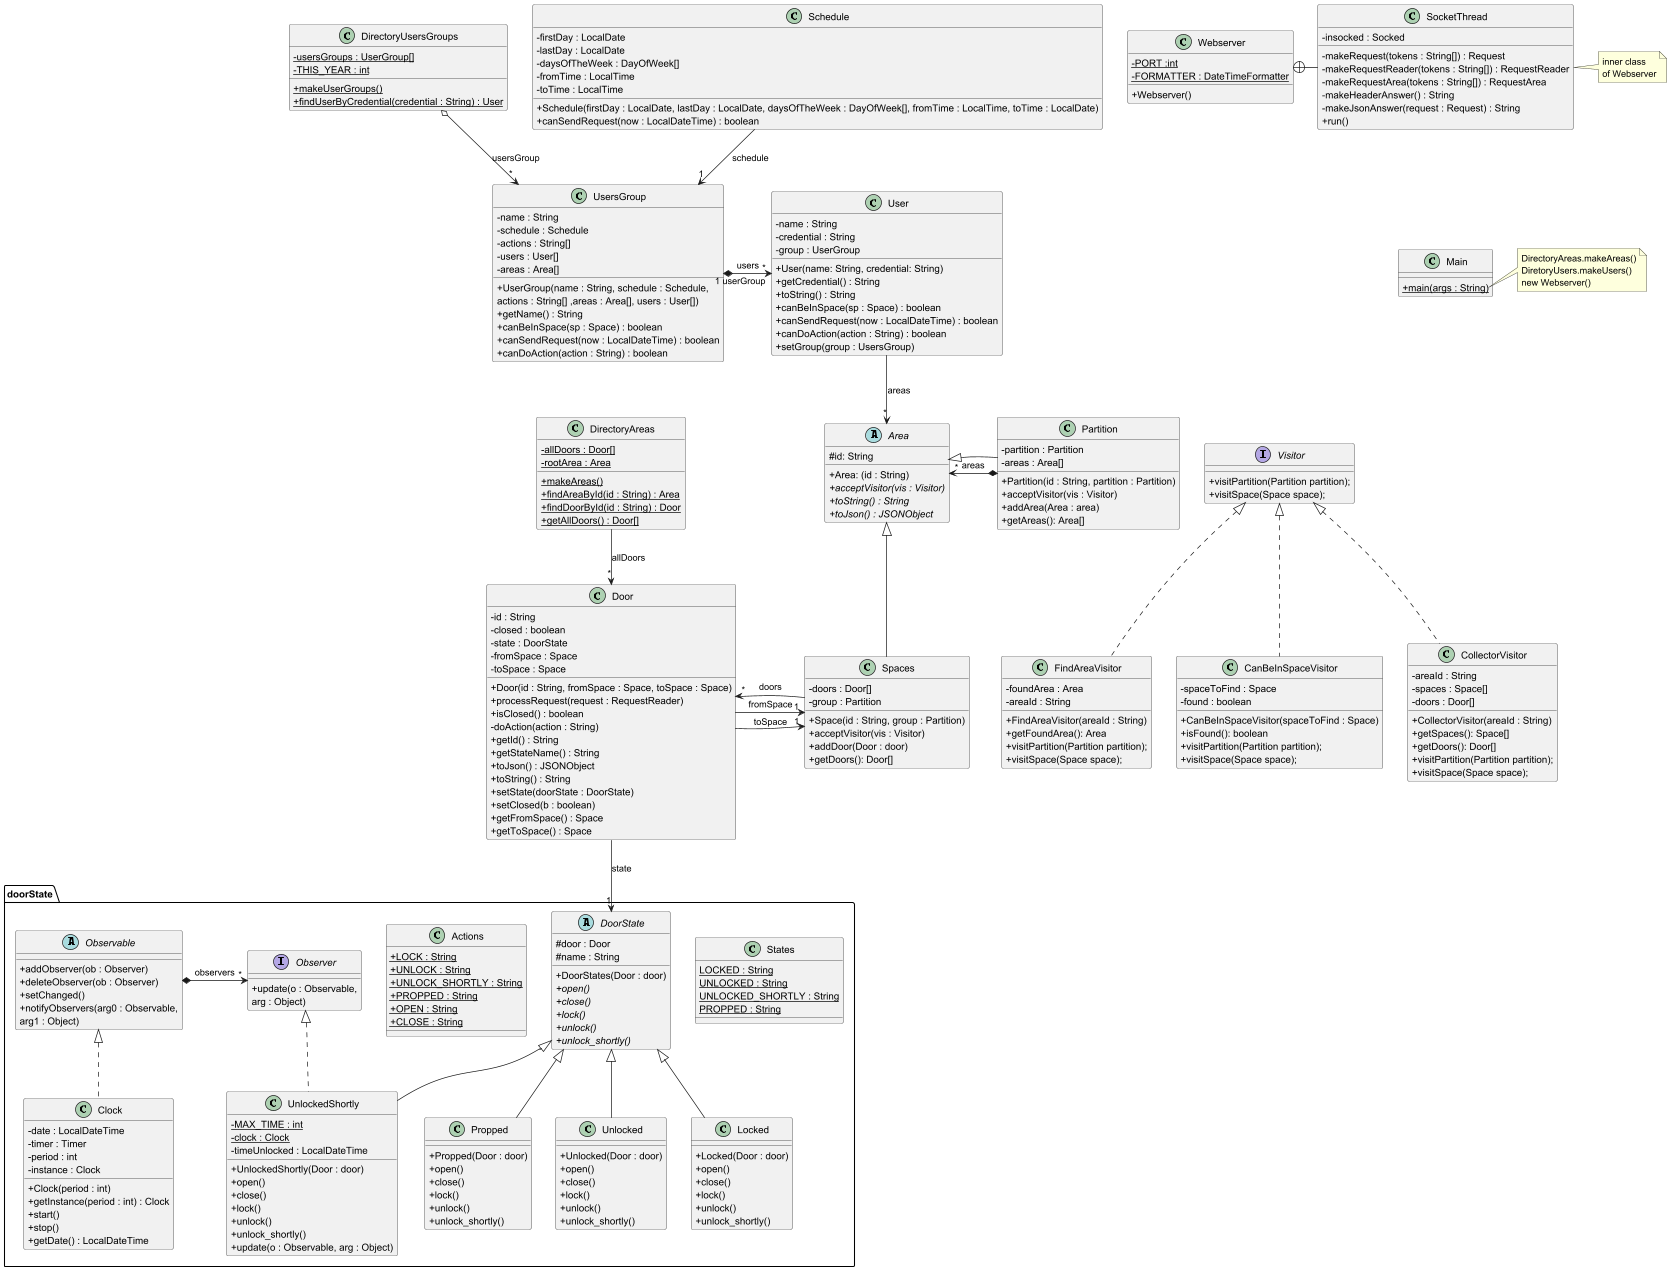 C DirectoryUsersGroups
-usersGroups : UserGroup[]
-THIS_YEAR : int
+makeUserGroups()
+findUserByCredential(credential : String) : User
C Schedule
-firstDay : LocalDate
-lastDay : LocalDate
-daysOfTheWeek : DayOfWeek[]
-fromTime : LocalTime
-toTime : LocalTime
+Schedule(firstDay : LocalDate, lastDay : LocalDate, daysOfTheWeek : DayOfWeek[], fromTime : LocalTime, toTime : LocalDate)
+canSendRequest(now : LocalDateTime) : boolean
C Webserver
-PORT :int
-FORMATTER : DateTimeFormatter
+Webserver()
C SocketThread
-insocked : Socked
-makeRequest(tokens : String[]) : Request
-makeRequestReader(tokens : String[]) : RequestReader
-makeRequestArea(tokens : String[]) : RequestArea
-makeHeaderAnswer() : String
-makeJsonAnswer(request : Request) : String
+run()
inner class
of Webserver
usersGroup
*
schedule
1
C UsersGroup
-name : String
-schedule : Schedule
-actions : String[]
-users : User[]
-areas : Area[]
+UserGroup(name : String, schedule : Schedule,
actions : String[] ,areas : Area[], users : User[])
+getName() : String
+canBeInSpace(sp : Space) : boolean
+canSendRequest(now : LocalDateTime) : boolean
+canDoAction(action : String) : boolean
users *
1 userGroup
C User
-name : String
-credential : String
-group : UserGroup
+User(name: String, credential: String)
+getCredential() : String
+toString() : String
+canBeInSpace(sp : Space) : boolean
+canSendRequest(now : LocalDateTime) : boolean
+canDoAction(action : String) : boolean
+setGroup(group : UsersGroup)
C Main
+main(args : String)
DirectoryAreas.makeAreas()
DiretoryUsers.makeUsers()
new Webserver()
areas
*
C DirectoryAreas
-allDoors : Door[]
-rootArea : Area
+makeAreas()
+findAreaById(id : String) : Area
+findDoorById(id : String) : Door
+getAllDoors() : Door[]
A Area
#id: String
+Area: (id : String)
+acceptVisitor(vis : Visitor)
+toString() : String
+toJson() : JSONObject
* areas
C Partition
-partition : Partition
-areas : Area[]
+Partition(id : String, partition : Partition)
+acceptVisitor(vis : Visitor)
+addArea(Area : area)
+getAreas(): Area[]
I Visitor
+visitPartition(Partition partition);
+visitSpace(Space space);
allDoors
*
C Door
-id : String
-closed : boolean
-state : DoorState
-fromSpace : Space
-toSpace : Space
+Door(id : String, fromSpace : Space, toSpace : Space)
+processRequest(request : RequestReader)
+isClosed() : boolean
-doAction(action : String)
+getId() : String
+getStateName() : String
+toJson() : JSONObject
+toString() : String
+setState(doorState : DoorState)
+setClosed(b : boolean)
+getFromSpace() : Space
+getToSpace() : Space
* doors
fromSpace 1
toSpace 1
C Spaces
-doors : Door[]
-group : Partition
+Space(id : String, group : Partition)
+acceptVisitor(vis : Visitor)
+addDoor(Door : door)
+getDoors(): Door[]
C FindAreaVisitor
-foundArea : Area
-areaId : String
+FindAreaVisitor(areaId : String)
+getFoundArea(): Area
+visitPartition(Partition partition);
+visitSpace(Space space);
C CanBeInSpaceVisitor
-spaceToFind : Space
-found : boolean
+CanBeInSpaceVisitor(spaceToFind : Space)
+isFound(): boolean
+visitPartition(Partition partition);
+visitSpace(Space space);
C CollectorVisitor
-areaId : String
-spaces : Space[]
-doors : Door[]
+CollectorVisitor(areaId : String)
+getSpaces(): Space[]
+getDoors(): Door[]
+visitPartition(Partition partition);
+visitSpace(Space space);
state
1
doorState
A Observable
+addObserver(ob : Observer)
+deleteObserver(ob : Observer)
+setChanged()
+notifyObservers(arg0 : Observable,
arg1 : Object)
observers *
I Observer
+update(o : Observable,
arg : Object)
C Actions
+LOCK : String
+UNLOCK : String
+UNLOCK_SHORTLY : String
+PROPPED : String
+OPEN : String
+CLOSE : String
A DoorState
#door : Door
#name : String
+DoorStates(Door : door)
+open()
+close()
+lock()
+unlock()
+unlock_shortly()
C States
LOCKED : String
UNLOCKED : String
UNLOCKED_SHORTLY : String
PROPPED : String
C Clock
-date : LocalDateTime
-timer : Timer
-period : int
-instance : Clock
+Clock(period : int)
+getInstance(period : int) : Clock
+start()
+stop()
+getDate() : LocalDateTime
C UnlockedShortly
-MAX_TIME : int
-clock : Clock
-timeUnlocked : LocalDateTime
+UnlockedShortly(Door : door)
+open()
+close()
+lock()
+unlock()
+unlock_shortly()
+update(o : Observable, arg : Object)
C Propped
+Propped(Door : door)
+open()
+close()
+lock()
+unlock()
+unlock_shortly()
C Unlocked
+Unlocked(Door : door)
+open()
+close()
+lock()
+unlock()
+unlock_shortly()
C Locked
+Locked(Door : door)
+open()
+close()
+lock()
+unlock()
+unlock_shortly()